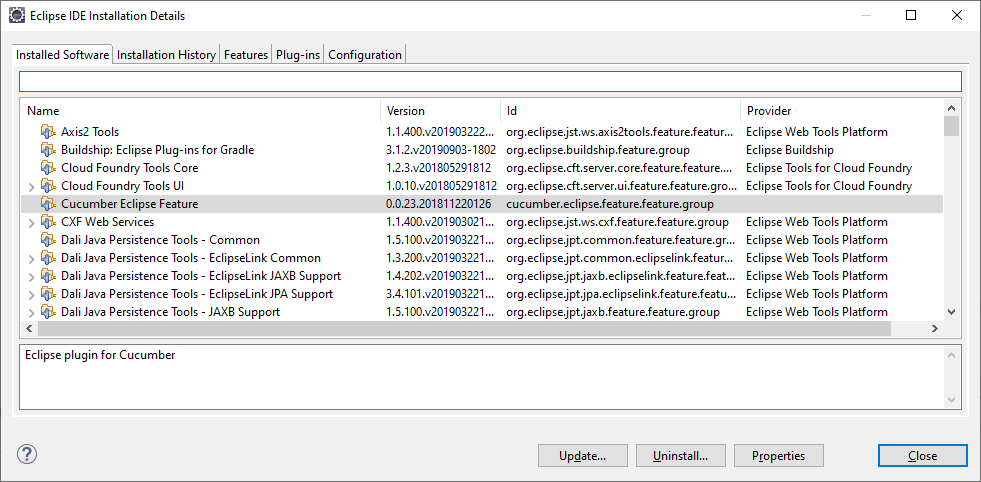 Eclipse IDE Installation Details
Installed Software Installation History Features Plug-ins Configuration
Name Version Id Provider
Axis2 Tools 1.1.400.v201903222... org.eclipse.jst.ws.axis2tools.feature.featur... Eclipse Web Tools Platform
Buildship: Eclipse Plug-ins for Gradle 3.1.2.v20190903-1802 org.eclipse.buildship.feature.group Eclipse Buildship
Cloud Foundry Tools Core 1.2.3.v201805291812 org.eclipse.cft.server.core.feature.feature... Eclipse Tools for Cloud Foundry
Cloud Foundry Tools UI 1.0.10.v201805291812 org.eclipse.cft.server.ui.feature.feature.gro... Eclipse Tools for Cloud Foundry
Cucumber Eclipse Feature 0.0.23.201811220126 cucumber.eclipse.feature.feature.group
CXF Web Services 1.1.400.v201903021... org.eclipse.jst.ws.cxf.feature.feature.group Eclipse Web Tools Platform
Dali Java Persistence Tools - Common 1.5.100.v201903221... org.eclipse.jpt.common.feature.feature.gr... Eclipse Web Tools Platform
Dali Java Persistence Tools - EclipseLink Common 1.3.200.v201903221... org.eclipse.jpt.common.eclipselink.feature... Eclipse Web Tools Platform
Dali Java Persistence Tools - EclipseLink JAXB Support 1.4.202.v201903221... org.eclipse.jpt.jaxb.eclipselink.feature.feat... Eclipse Web Tools Platform
Dali Java Persistence Tools - EclipseLink JPA Support 3.4.101.v201903221... org.eclipse.jpt.jpa.eclipselink.feature.featu... Eclipse Web Tools Platform
Dali Java Persistence Tools - JAXB Support 1.5.100.v201903221... org.eclipse.jpt.jaxb.feature.feature.group Eclipse Web Tools Platform
Eclipse plugin for Cucumber
? Update... Uninstall... Properties Close